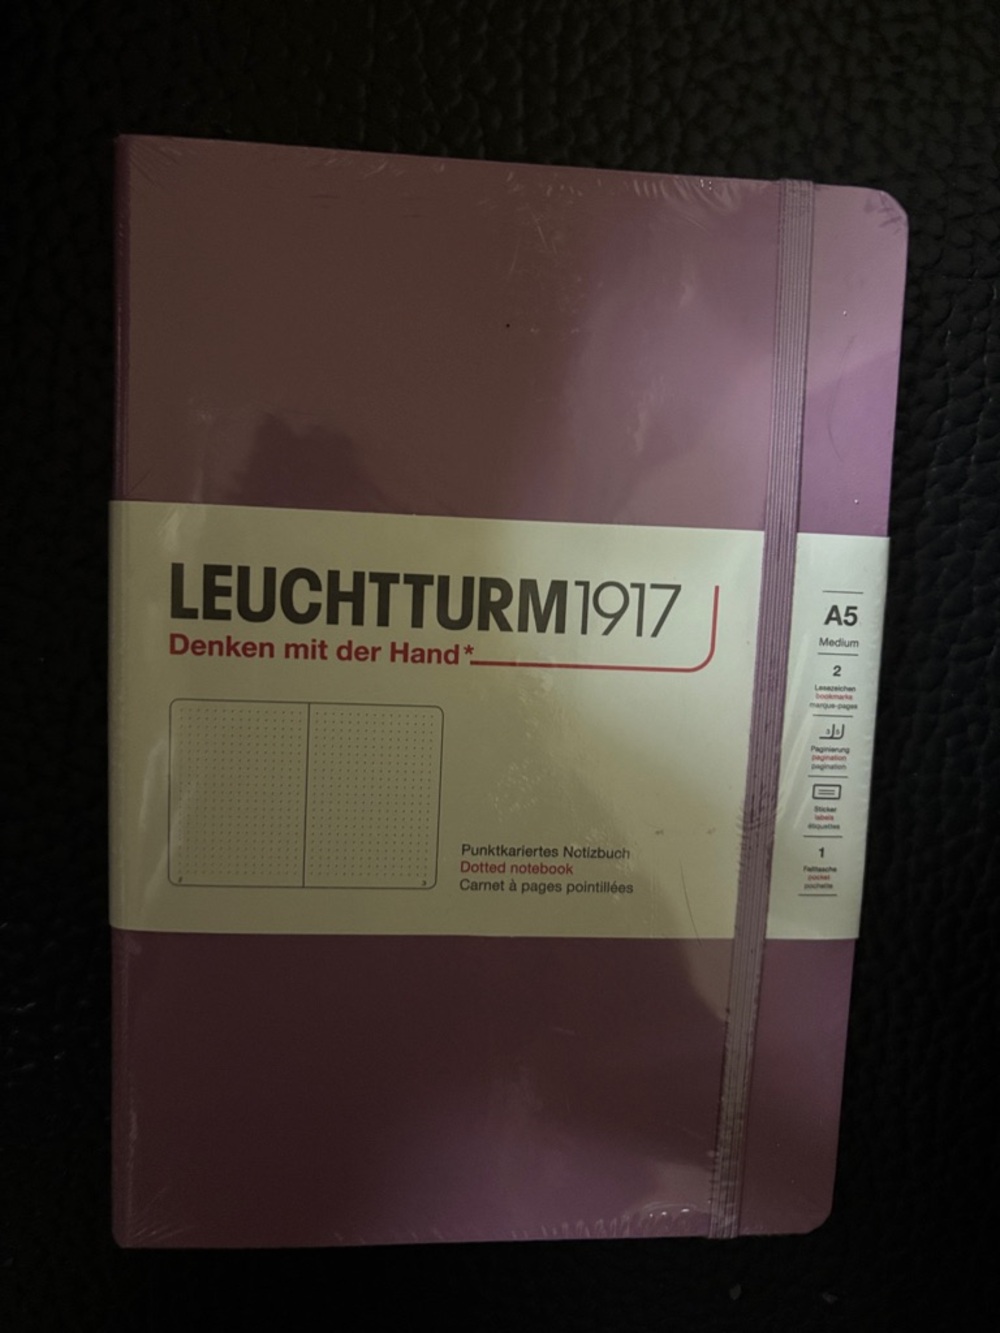 LEUCHTTURM1917
Denken mit der Hand*
Punktkariertes Notizbuch
Dotted notebook
Carnet à pages pointillées
A5
Medium
2
Lesezeichen
bookmarks
marque-pages
Paginierung
pagination
pagination
Sticker
labels
étiquettes
1
Falttasche
pocket
pochette